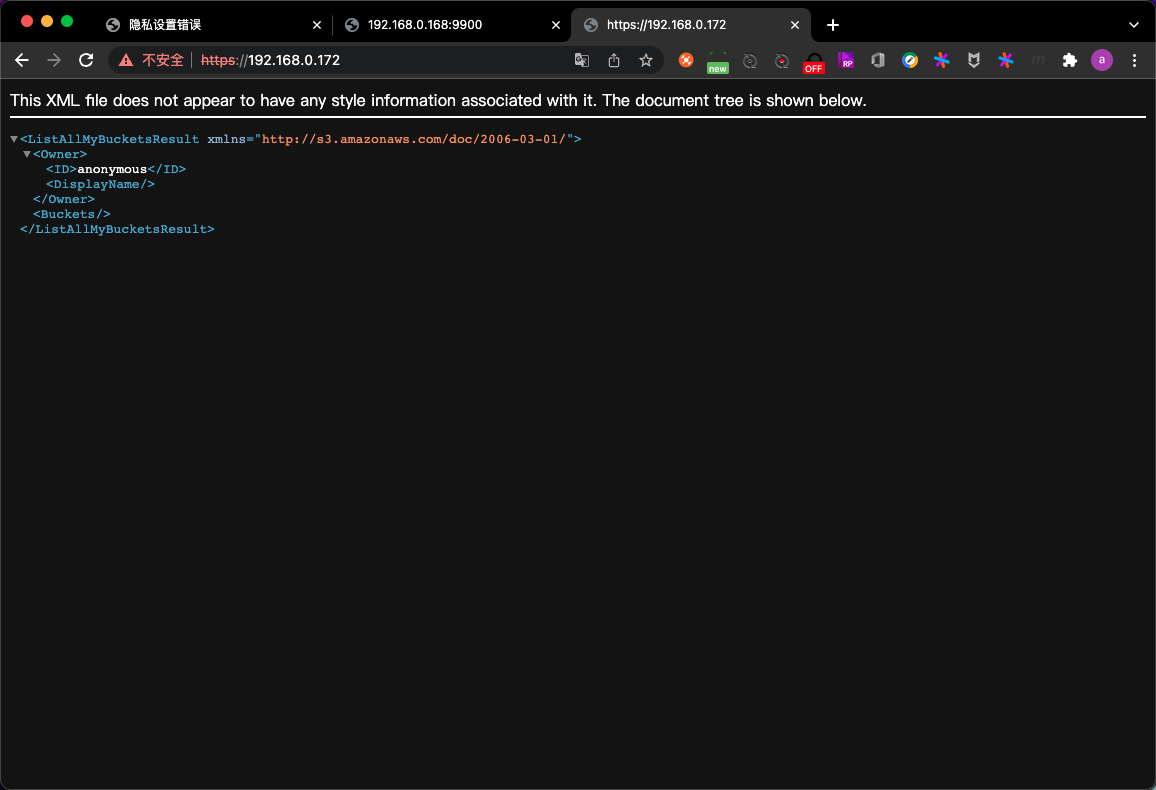 隐私设置错误
192.168.0.168:9900
https://192.168.0.172
不安全
https://192.168.0.172
new
OFF
RP
m
a
This XML file does not appear to have any style information associated with it. The document tree is shown below.
<ListAllMyBucketsResult xmlns="http://s3.amazonaws.com/doc/2006-03-01/">
<Owner>
<ID>anonymous</ID>
<DisplayName/>
</Owner>
<Buckets/>
</ListAllMyBucketsResult>